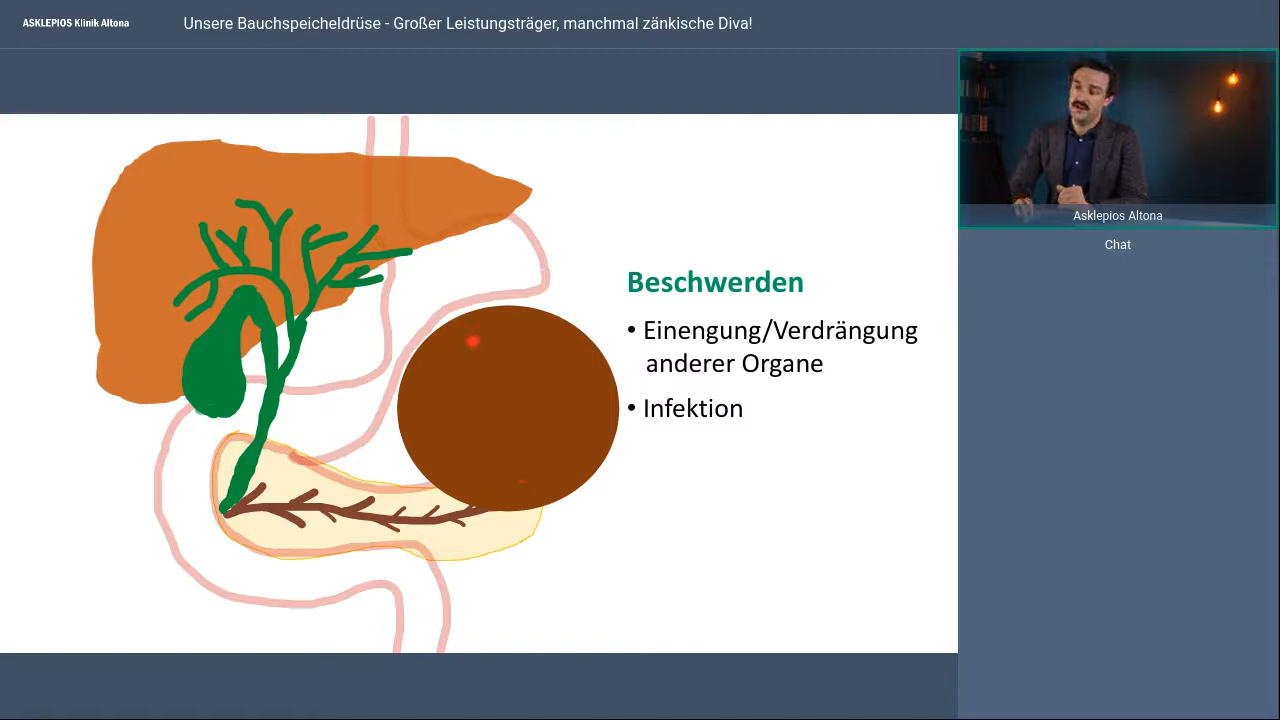 ASKLEPIOS Klinik Altona
Unsere Bauchspeicheldrüse - Großer Leistungsträger, manchmal zänkische Diva!
Asklepios Altona
Chat
Beschwerden
• Einengung/Verdrängung
anderer Organe
• Infektion